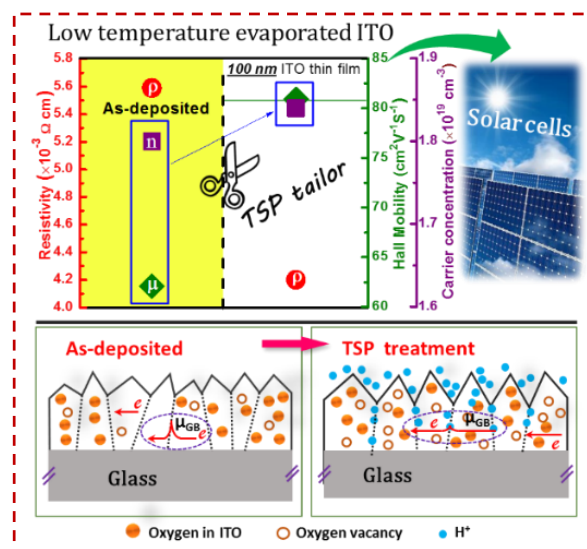 Low temperature evaporated ITO
5.8
5.6
5.4
5.2
5.0
4.8
4.6
4.4
4.2
4.0
Resistivity (×10⁻³ Ω cm)
ρ
As-deposited
n
μ
100 nm ITO thin film
TSP tailor
ρ
85
80
75
70
65
60
Hall Mobility (cm²V⁻¹S⁻¹)
1.9
1.8
1.7
1.6
Carrier concentration (×10¹⁹ cm⁻³)
Solar cells
As-deposited
e
μGB
e
Glass
TSP treatment
e
μGB
e
Glass
Oxygen in ITO
Oxygen vacancy
H⁺